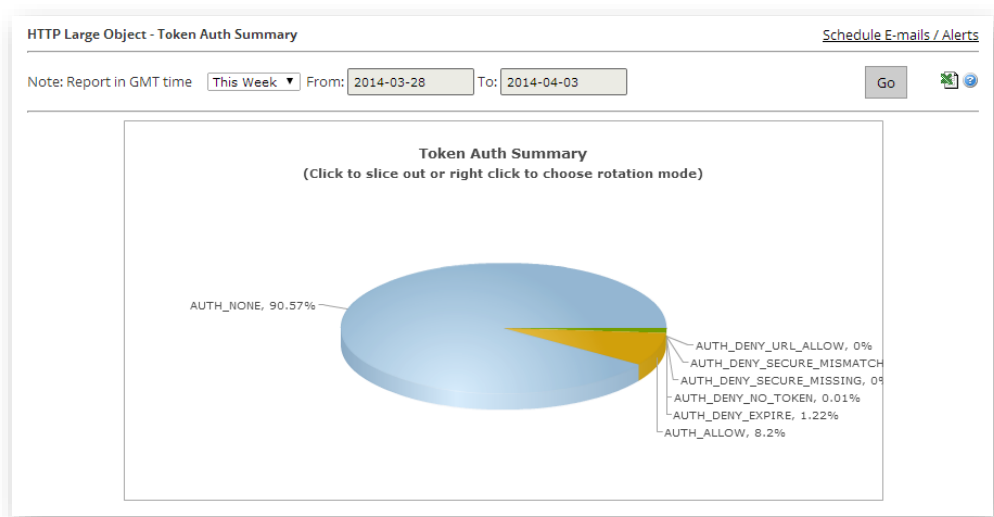 HTTP Large Object - Token Auth Summary Schedule E-mails / Alerts
Note: Report in GMT time This Week ▼ From: 2014-03-28 To: 2014-04-03 Go
Token Auth Summary
(Click to slice out or right click to choose rotation mode)
AUTH_NONE, 90.57%
AUTH_DENY_URL_ALLOW, 0%
AUTH_DENY_SECURE_MISMATCH
AUTH_DENY_SECURE_MISSING, 0
AUTH_DENY_NO_TOKEN, 0.01%
AUTH_DENY_EXPIRE, 1.22%
AUTH_ALLOW, 8.2%